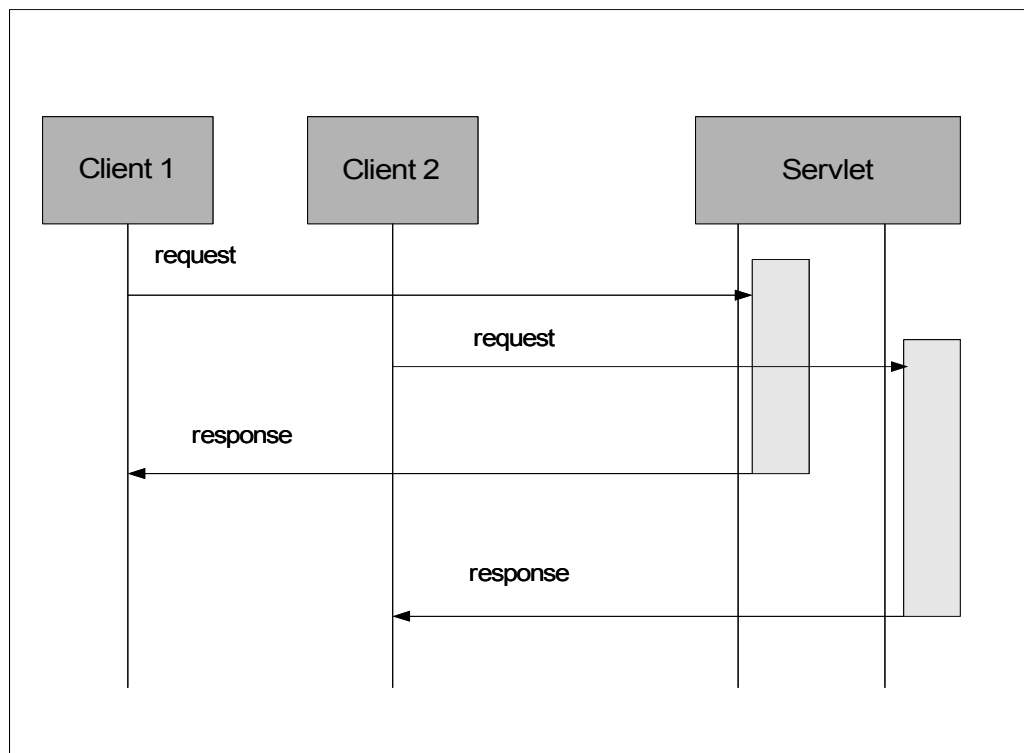 Client 1
Client 2
Servlet
request
request
response
response